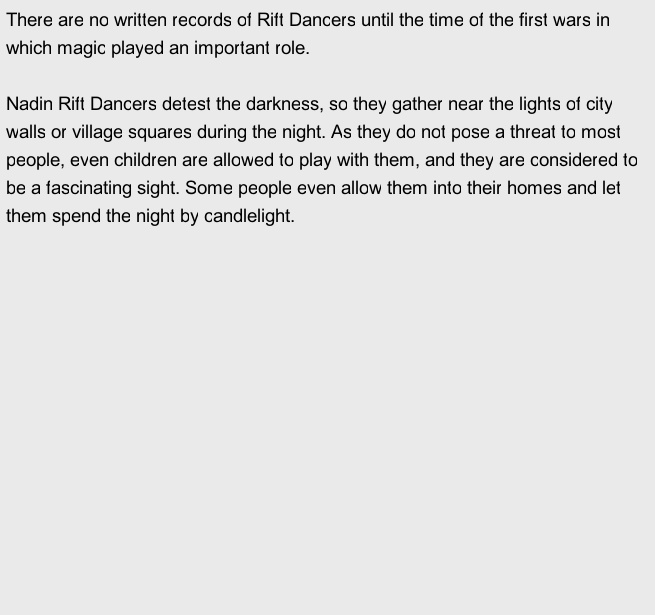 There are no written records of Rift Dancers until the time of the first wars in
which magic played an important role.
Nadin Rift Dancers detest the darkness, so they gather near the lights of city
walls or village squares during the night. As they do not pose a threat to most
people, even children are allowed to play with them, and they are considered to
be a fascinating sight. Some people even allow them into their homes and let
them spend the night by candlelight.